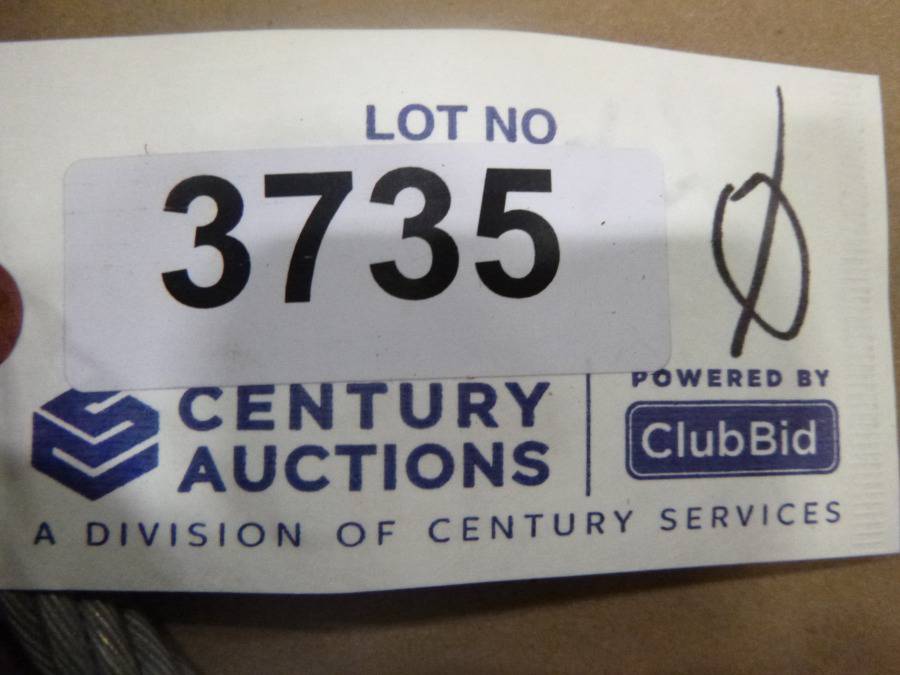 LOT NO
3735
CENTURY
AUCTIONS
POWERED BY
ClubBid
A DIVISION OF CENTURY SERVICES